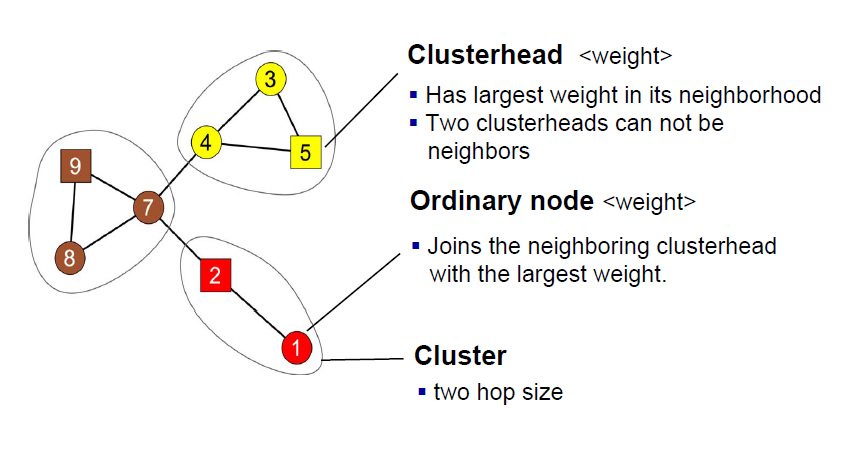 Clusterhead <weight>
▪ Has largest weight in its neighborhood
▪ Two clusterheads can not be
neighbors
Ordinary node <weight>
▪ Joins the neighboring clusterhead
with the largest weight.
Cluster
▪ two hop size
3
4
5
9
7
8
2
1